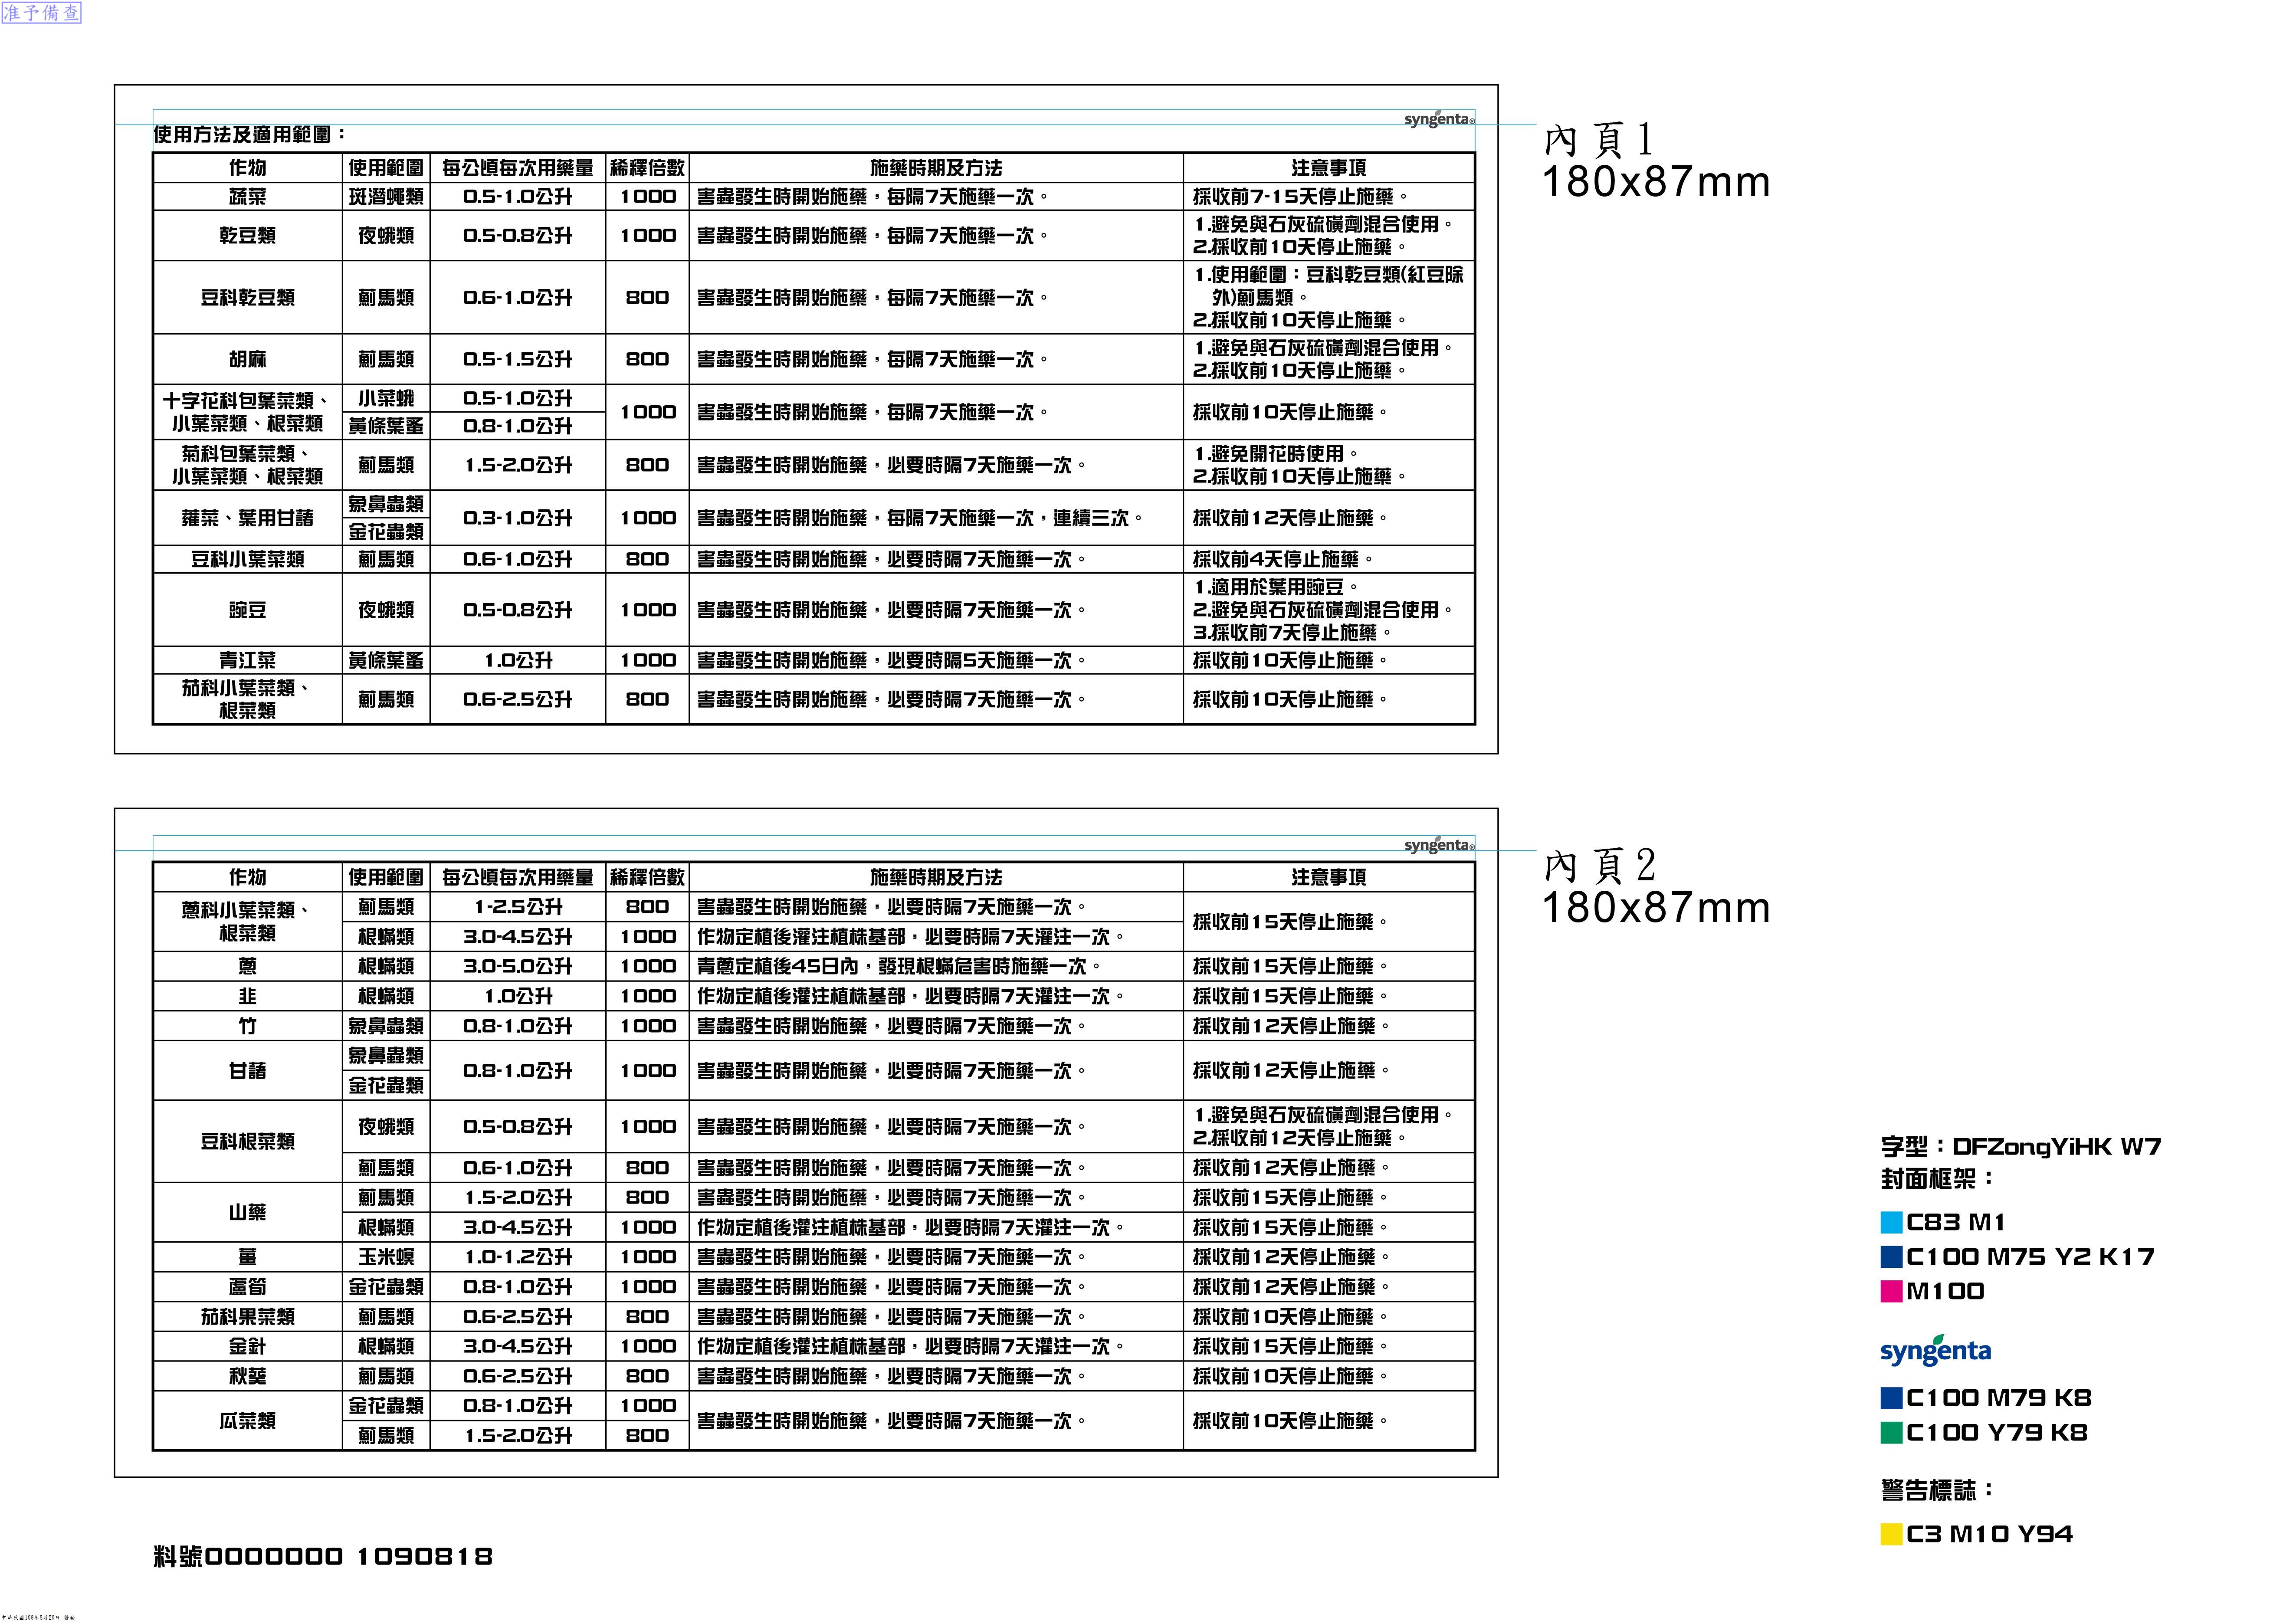 准予備查
syngenta®
使用方法及適用範圍：
內頁1
180x87mm
作物 使用範圍 每公頃每次用藥量 稀釋倍數 施藥時期及方法 注意事項
蔬菜 斑潛蠅類 0.5-1.0公升 1000 害蟲發生時開始施藥，每隔7天施藥一次。 採收前7-15天停止施藥。
乾豆類 夜蛾類 0.5-0.8公升 1000 害蟲發生時開始施藥，每隔7天施藥一次。 1.避免與石灰硫磺劑混合使用。
2.採收前10天停止施藥。
豆科乾豆類 薊馬類 0.6-1.0公升 800 害蟲發生時開始施藥，每隔7天施藥一次。 1.使用範圍：豆科乾豆類(紅豆除
外)薊馬類。
2.採收前10天停止施藥。
胡麻 薊馬類 0.5-1.5公升 800 害蟲發生時開始施藥，每隔7天施藥一次。 1.避免與石灰硫磺劑混合使用。
2.採收前10天停止施藥。
十字花科包葉菜類、 小菜蛾 0.5-1.0公升 1000 害蟲發生時開始施藥，每隔7天施藥一次。 採收前10天停止施藥。
小葉菜類、根菜類 黃條葉蚤 0.8-1.0公升
菊科包葉菜類、
小葉菜類、根菜類 薊馬類 1.5-2.0公升 800 害蟲發生時開始施藥，必要時隔7天施藥一次。 1.避免開花時使用。
2.採收前10天停止施藥。
蕹菜、葉用甘藷 象鼻蟲類 0.3-1.0公升 1000 害蟲發生時開始施藥，每隔7天施藥一次，連續三次。 採收前12天停止施藥。
金花蟲類
豆科小葉菜類 薊馬類 0.6-1.0公升 800 害蟲發生時開始施藥，必要時隔7天施藥一次。 採收前4天停止施藥。
豌豆 夜蛾類 0.5-0.8公升 1000 害蟲發生時開始施藥，必要時隔7天施藥一次。 1.適用於葉用豌豆。
2.避免與石灰硫磺劑混合使用。
3.採收前7天停止施藥。
青江菜 黃條葉蚤 1.0公升 1000 害蟲發生時開始施藥，必要時隔5天施藥一次。 採收前10天停止施藥。
茄科小葉菜類、
根菜類 薊馬類 0.6-2.5公升 800 害蟲發生時開始施藥，必要時隔7天施藥一次。 採收前10天停止施藥。
syngenta®
內頁2
180x87mm
作物 使用範圍 每公頃每次用藥量 稀釋倍數 施藥時期及方法 注意事項
蔥科小葉菜類、 薊馬類 1-2.5公升 800 害蟲發生時開始施藥，必要時隔7天施藥一次。 採收前15天停止施藥。
根菜類 根蟎類 3.0-4.5公升 1000 作物定植後灌注植株基部，必要時隔7天灌注一次。
蔥 根蟎類 3.0-5.0公升 1000 青蔥定植後45日內，發現根蟎危害時施藥一次。 採收前15天停止施藥。
韭 根蟎類 1.0公升 1000 作物定植後灌注植株基部，必要時隔7天灌注一次。 採收前15天停止施藥。
竹 象鼻蟲類 0.8-1.0公升 1000 害蟲發生時開始施藥，必要時隔7天施藥一次。 採收前12天停止施藥。
甘藷 象鼻蟲類 0.8-1.0公升 1000 害蟲發生時開始施藥，必要時隔7天施藥一次。 採收前12天停止施藥。
金花蟲類
豆科根菜類 夜蛾類 0.5-0.8公升 1000 害蟲發生時開始施藥，必要時隔7天施藥一次。 1.避免與石灰硫磺劑混合使用。
2.採收前12天停止施藥。
薊馬類 0.6-1.0公升 800 害蟲發生時開始施藥，必要時隔7天施藥一次。 採收前12天停止施藥。
山藥 薊馬類 1.5-2.0公升 800 害蟲發生時開始施藥，必要時隔7天施藥一次。 採收前15天停止施藥。
根蟎類 3.0-4.5公升 1000 作物定植後灌注植株基部，必要時隔7天灌注一次。 採收前15天停止施藥。
薑 玉米螟 1.0-1.2公升 1000 害蟲發生時開始施藥，必要時隔7天施藥一次。 採收前12天停止施藥。
蘆筍 金花蟲類 0.8-1.0公升 1000 害蟲發生時開始施藥，必要時隔7天施藥一次。 採收前12天停止施藥。
茄科果菜類 薊馬類 0.6-2.5公升 800 害蟲發生時開始施藥，必要時隔7天施藥一次。 採收前10天停止施藥。
金針 根蟎類 3.0-4.5公升 1000 作物定植後灌注植株基部，必要時隔7天灌注一次。 採收前15天停止施藥。
秋葵 薊馬類 0.6-2.5公升 800 害蟲發生時開始施藥，必要時隔7天施藥一次。 採收前10天停止施藥。
瓜菜類 金花蟲類 0.8-1.0公升 1000 害蟲發生時開始施藥，必要時隔7天施藥一次。 採收前10天停止施藥。
薊馬類 1.5-2.0公升 800
字型：DFZongYiHK W7
封面框架：
C83 M1
C100 M75 Y2 K17
M100
syngenta
C100 M79 K8
C100 Y79 K8
警告標誌：
C3 M10 Y94
料號0000000 1090818
中華民國109年8月20日